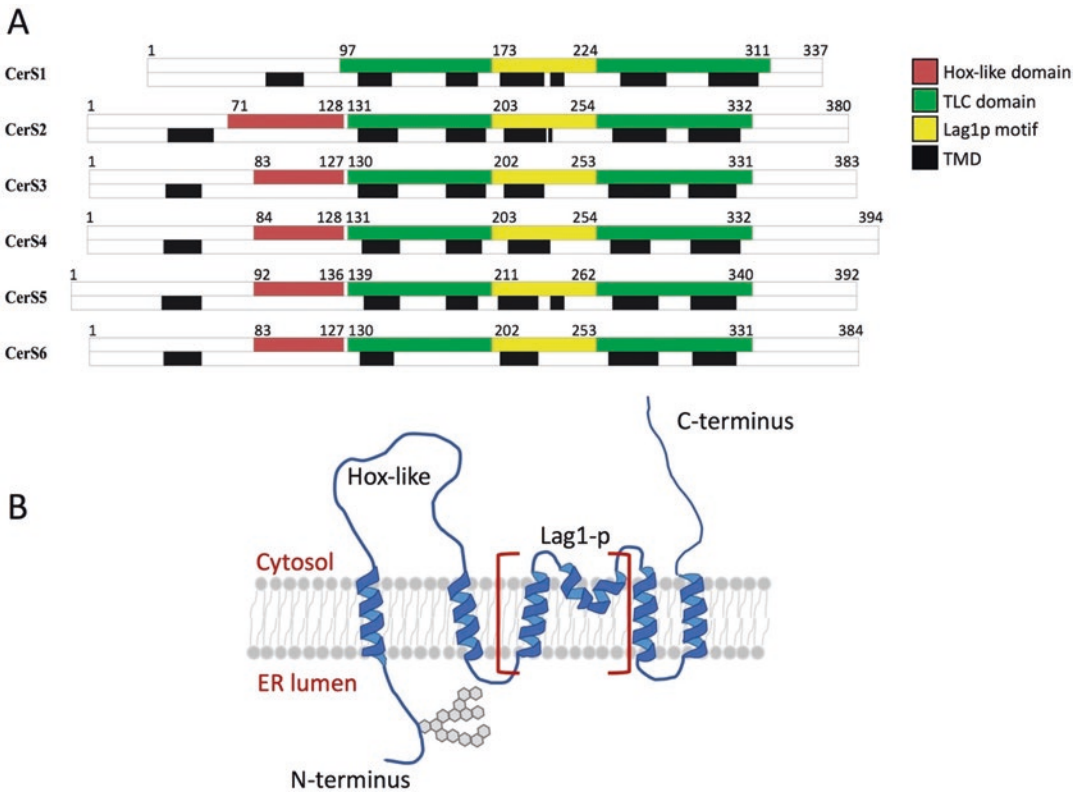 A
1 97 173 224 311 337
CerS1
1 71 128 131 203 254 332 380
CerS2
1 83 127 130 202 253 331 383
CerS3
1 84 128 131 203 254 332 394
CerS4
1 92 136 139 211 262 340 392
CerS5
1 83 127 130 202 253 331 384
CerS6
Hox-like domain
TLC domain
Lag1p motif
TMD
B
C-terminus
Hox-like
Lag1-p
Cytosol
ER lumen
N-terminus